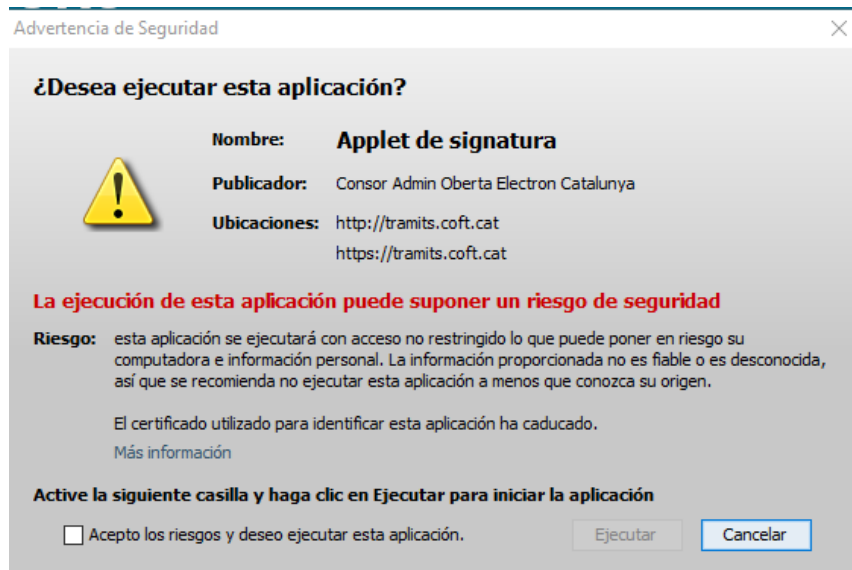 Advertencia de Seguridad
¿Desea ejecutar esta aplicación?
Nombre: Applet de signatura
Publicador: Consor Admin Oberta Electron Catalunya
Ubicaciones: http://tramits.coft.cat
https://tramits.coft.cat
La ejecución de esta aplicación puede suponer un riesgo de seguridad
Riesgo: esta aplicación se ejecutará con acceso no restringido lo que puede poner en riesgo su
computadora e información personal. La información proporcionada no es fiable o es desconocida,
así que se recomienda no ejecutar esta aplicación a menos que conozca su origen.
El certificado utilizado para identificar esta aplicación ha caducado.
Más información
Active la siguiente casilla y haga clic en Ejecutar para iniciar la aplicación
Acepto los riesgos y deseo ejecutar esta aplicación. Ejecutar Cancelar